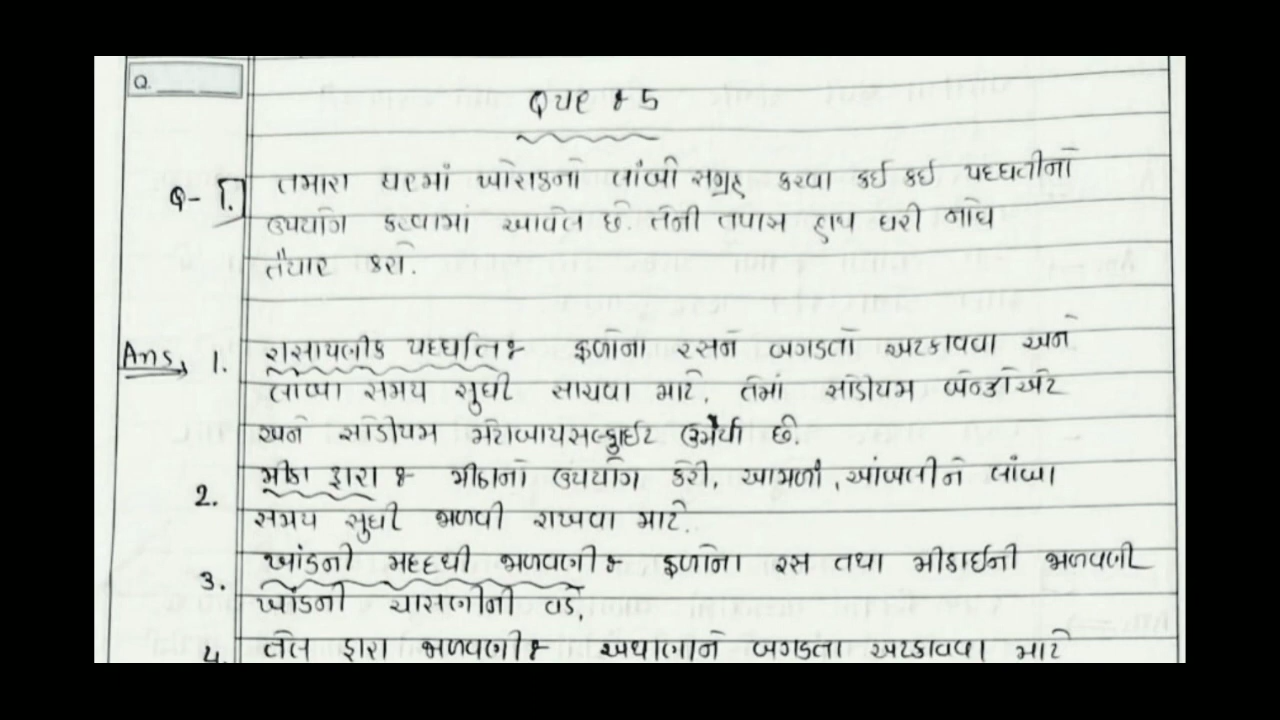 Q
Que : 5
Q-1. તમારા ઘરમાં ખોરાકનો લાંબો સંગ્રહ કરવા કઈ કઈ પદ્ધતીનો
ઉપયોગ કરવામાં આવેલ છે. તેની તપાસ હાથ ધરી નોંધ
તૈયાર કરો.
Ans, 1. રાસાયણીક પદ્ધતિ : ફળોના રસને બગડતો અટકાવવા અને
લાંબા સમય સુધી સાચવા માટે. તેમાં સોડીયમ બેન્ઝોએટ
અને સોડીયમ મેટાબાયસલ્ફાઈટ ઉમેરાય છે.
2. મીઠા દ્વારા : મીઠાનો ઉપયોગ કરી, આમળાં, આંબલીને લાંબા
સમય સુધી જાળવી રાખવા માટે.
3. ખાંડની મદદથી જાળવણી : ફળોના રસ તથા મીઠાઈની જાળવણી
ખાંડની ચાસણીની વડે.
4. તેલ દ્વારા જાળવણી : અથાણાંને બગડતા અટકાવવા માટે